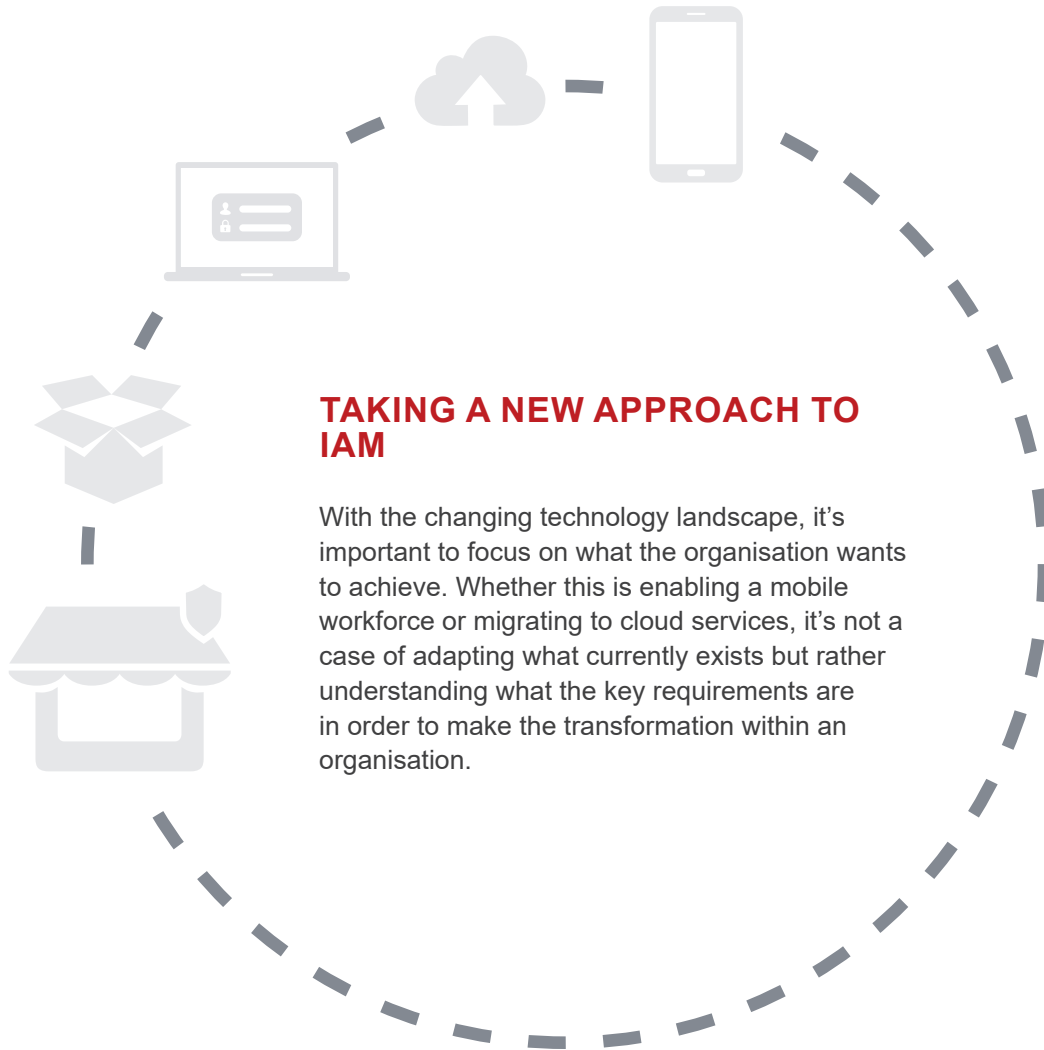 TAKING A NEW APPROACH TO
IAM
With the changing technology landscape, it’s
important to focus on what the organisation wants
to achieve. Whether this is enabling a mobile
workforce or migrating to cloud services, it’s not a
case of adapting what currently exists but rather
understanding what the key requirements are
in order to make the transformation within an
organisation.